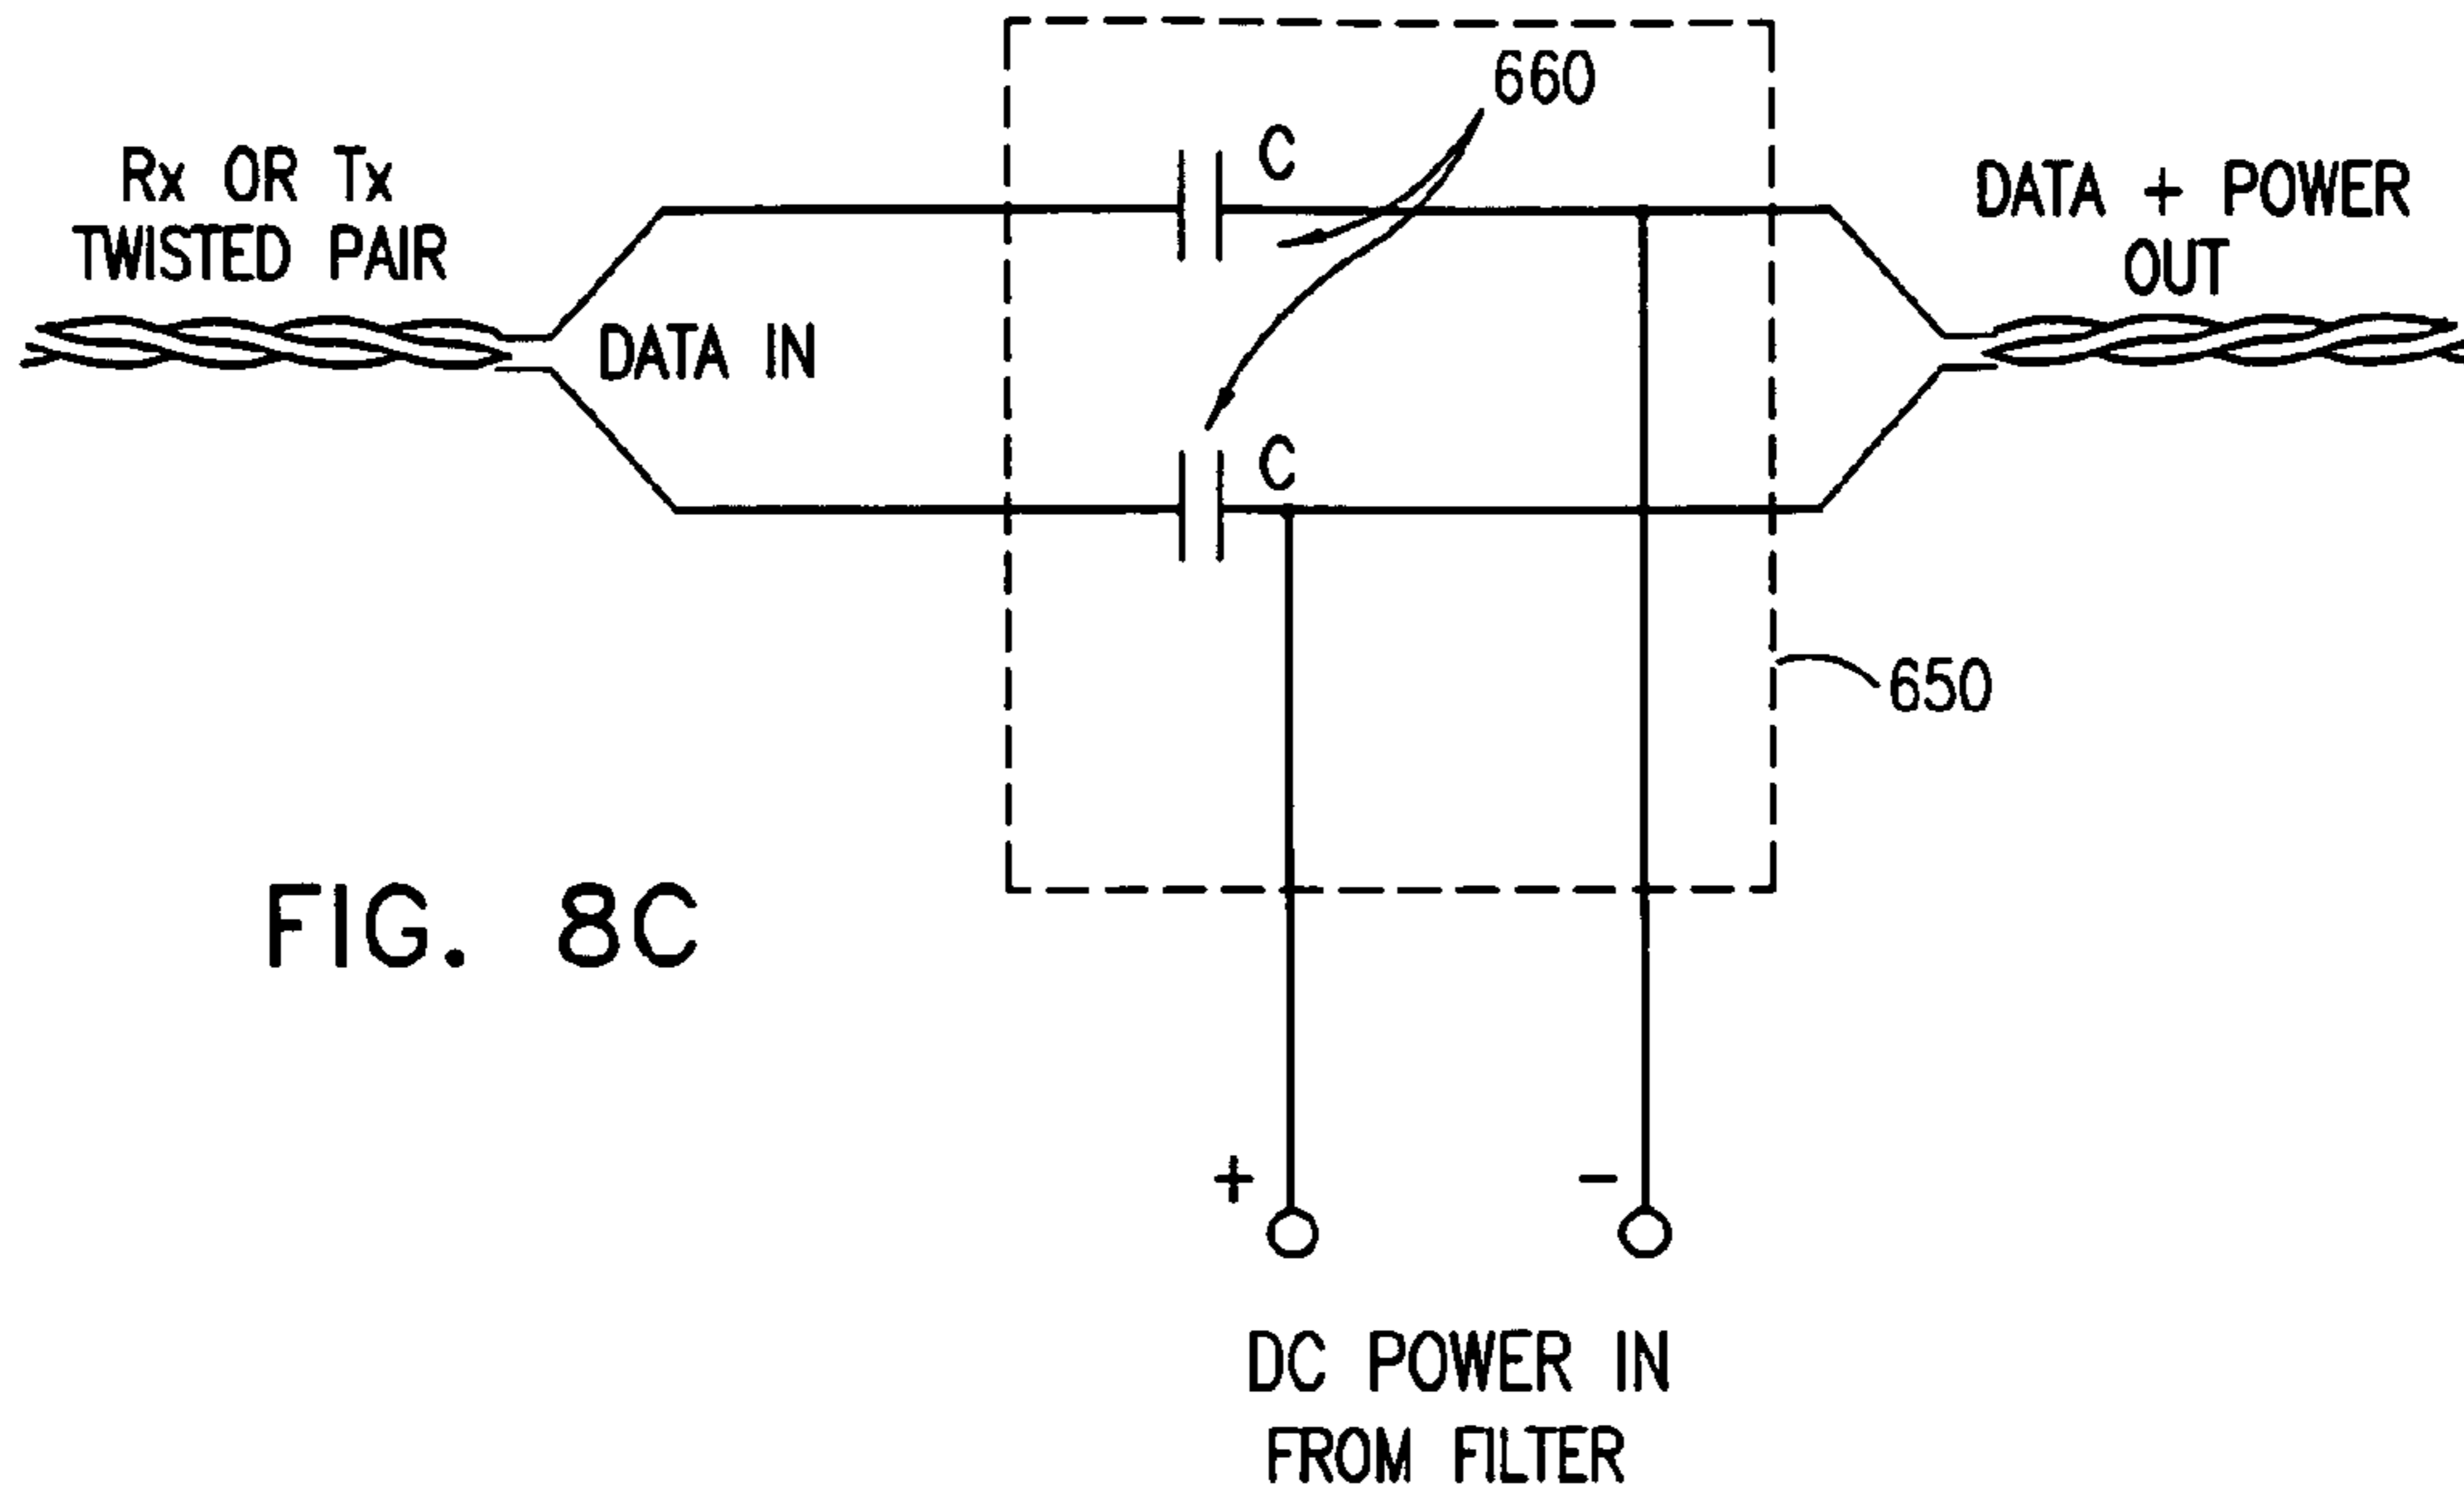 660
C
Rx OR Tx
TWISTED PAIR
DATA + POWER
OUT
DATA IN
C
650
FIG. 8C
+ −
DC POWER IN
FROM FILTER